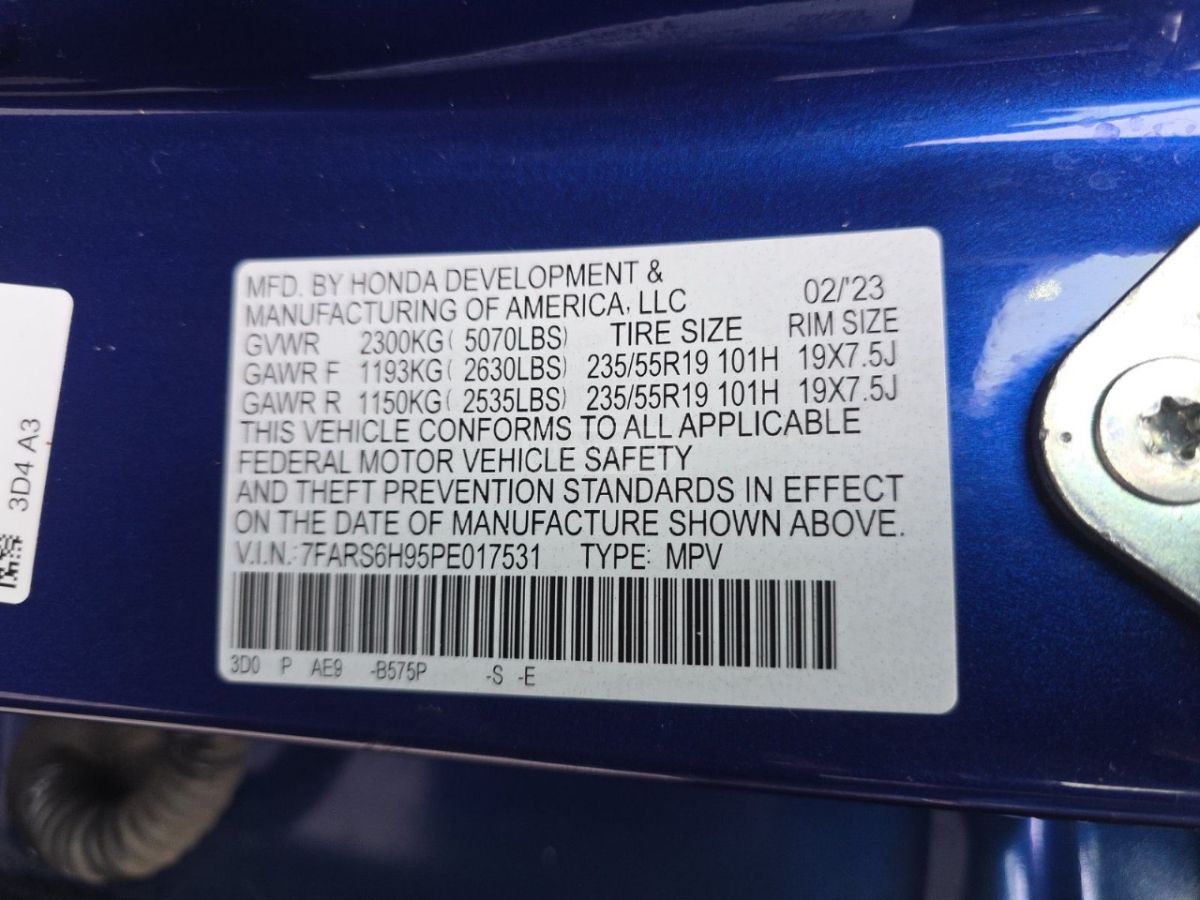 MFD. BY HONDA DEVELOPMENT &
MANUFACTURING OF AMERICA, LLC 02/'23
GVWR 2300KG( 5070LBS) TIRE SIZE RIM SIZE
GAWR F 1193KG( 2630LBS) 235/55R19 101H 19X7.5J
GAWR R 1150KG( 2535LBS) 235/55R19 101H 19X7.5J
THIS VEHICLE CONFORMS TO ALL APPLICABLE
FEDERAL MOTOR VEHICLE SAFETY
AND THEFT PREVENTION STANDARDS IN EFFECT
ON THE DATE OF MANUFACTURE SHOWN ABOVE.
V.I.N.: 7FARS6H95PE017531 TYPE: MPV
3D0 P AE9 -B575P -S -E
3D4 A3